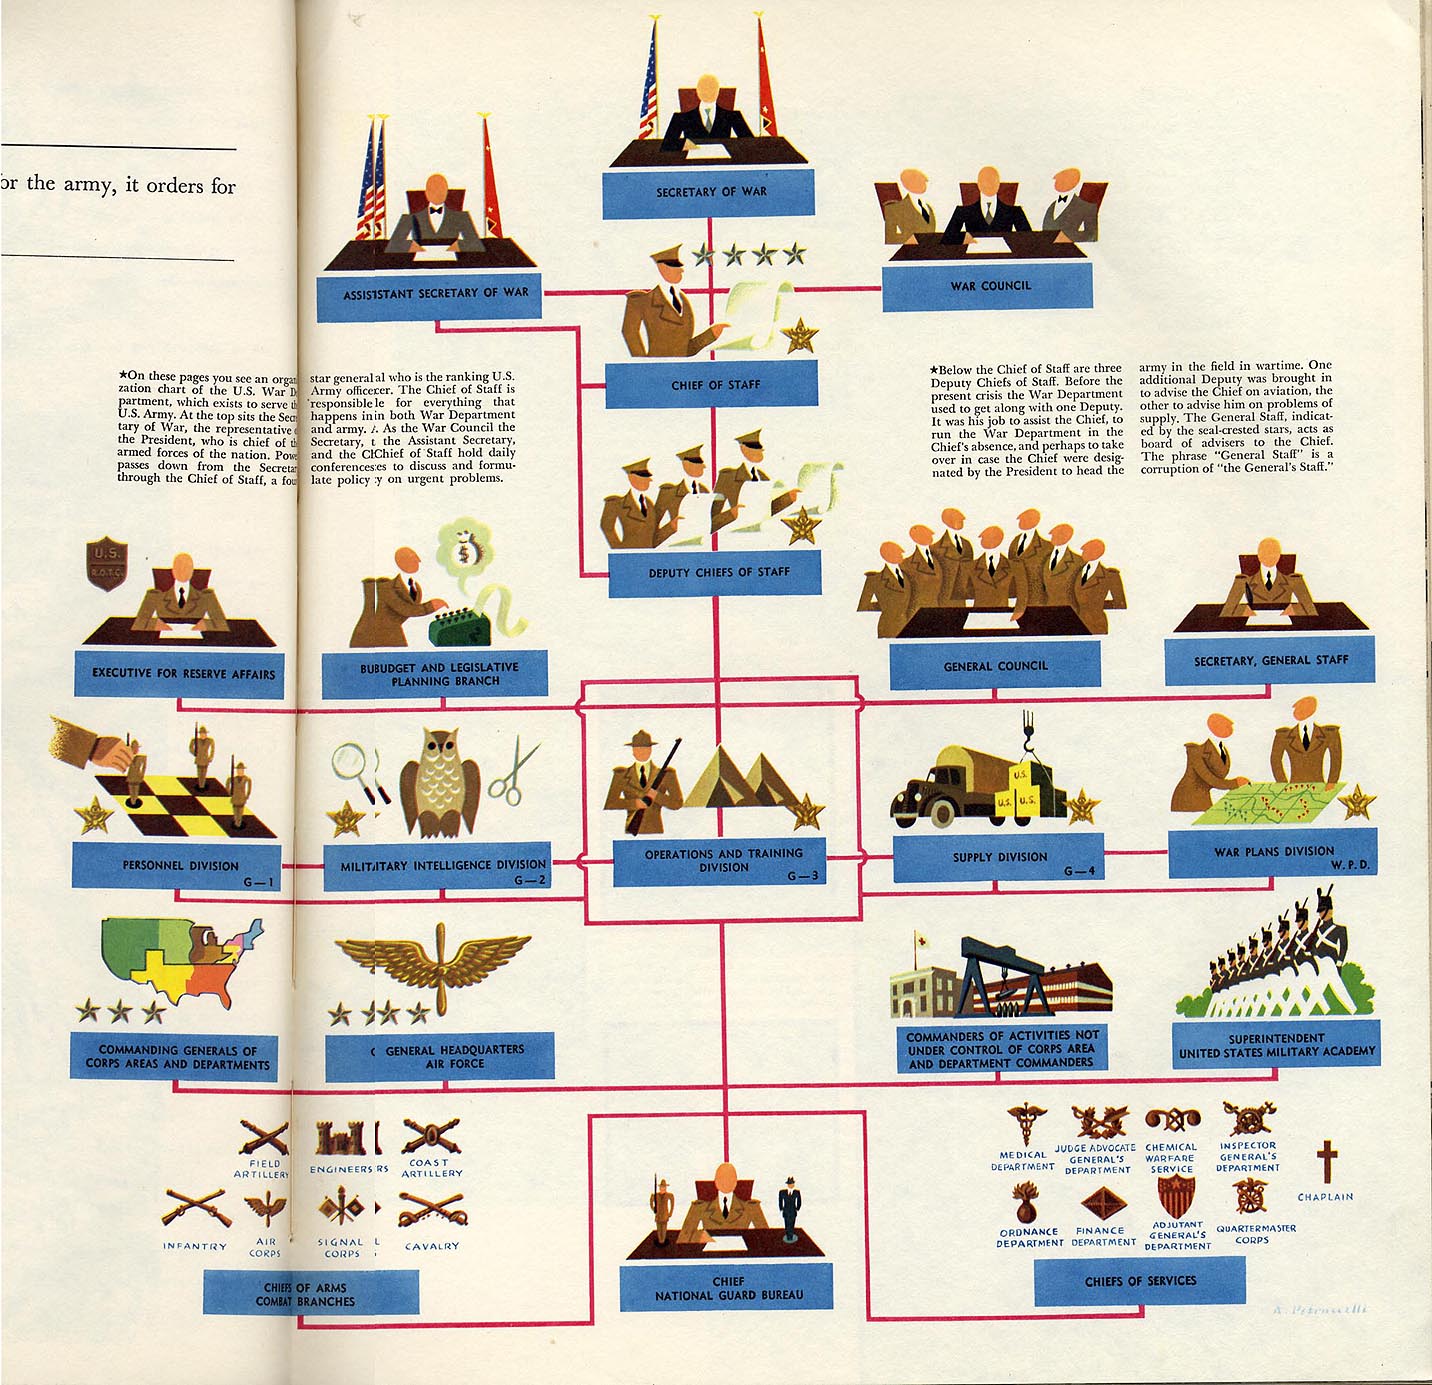 or the army, it orders for
SECRETARY OF WAR
ASSISTANT SECRETARY OF WAR
WAR COUNCIL
CHIEF OF STAFF
★On these pages you see an organ
zation chart of the U.S. War D
partment, which exists to serve
U.S. Army. At the top sits the Sec
tary of War, the representative
the President, who is chief of
armed forces of the nation. Powe
passes down from the Secreta
through the Chief of Staff, a fou
star general who is the ranking U.S.
Army officer. The Chief of Staff is
responsible for everything that
happens in both War Department
and army. As the War Council the
Secretary, the Assistant Secretary,
and the Chief of Staff hold daily
conferences to discuss and formu-
late policy on urgent problems.
★Below the Chief of Staff are three
Deputy Chiefs of Staff. Before the
present crisis the War Department
used to get along with one Deputy.
It was his job to assist the Chief, to
run the War Department in the
Chief's absence, and perhaps to take
over in case the Chief were desig-
nated by the President to head the
army in the field in wartime. One
additional Deputy was brought in
to advise the Chief on aviation, the
other to advise him on problems of
supply. The General Staff, indicat-
ed by the seal-crested stars, acts as
board of advisers to the Chief.
The phrase "General Staff" is a
corruption of "the General's Staff."
DEPUTY CHIEFS OF STAFF
U.S.
R.O.T.C.
$
EXECUTIVE FOR RESERVE AFFAIRS
BUDGET AND LEGISLATIVE
PLANNING BRANCH
GENERAL COUNCIL
SECRETARY, GENERAL STAFF
U.S.
U.S. U.S.
PERSONNEL DIVISION
G—1
MILITARY INTELLIGENCE DIVISION
G—2
OPERATIONS AND TRAINING
DIVISION
G—3
SUPPLY DIVISION
G—4
WAR PLANS DIVISION
W.P.D.
COMMANDING GENERALS OF
CORPS AREAS AND DEPARTMENTS
GENERAL HEADQUARTERS
AIR FORCE
COMMANDERS OF ACTIVITIES NOT
UNDER CONTROL OF CORPS AREA
AND DEPARTMENT COMMANDERS
SUPERINTENDENT
UNITED STATES MILITARY ACADEMY
FIELD
ARTILLERY
ENGINEERS
COAST
ARTILLERY
INFANTRY
AIR
CORPS
SIGNAL
CORPS
CAVALRY
CHIEFS OF ARMS
COMBAT BRANCHES
CHIEF
NATIONAL GUARD BUREAU
MEDICAL
DEPARTMENT
JUDGE ADVOCATE
GENERAL'S
DEPARTMENT
CHEMICAL
WARFARE
SERVICE
INSPECTOR
GENERAL'S
DEPARTMENT
CHAPLAIN
ORDNANCE
DEPARTMENT
FINANCE
DEPARTMENT
ADJUTANT
GENERAL'S
DEPARTMENT
QUARTERMASTER
CORPS
CHIEFS OF SERVICES